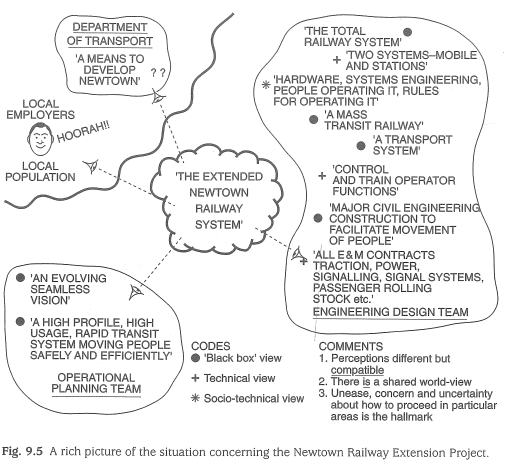 DEPARTMENT
OF TRANSPORT
'A MEANS TO
DEVELOP
NEWTOWN'
? ?
LOCAL
EMPLOYERS
HOORAH!!
LOCAL
POPULATION
'THE EXTENDED
NEWTOWN
RAILWAY
SYSTEM'
'THE TOTAL
RAILWAY SYSTEM'
+ 'TWO SYSTEMS–MOBILE
AND STATIONS'
* 'HARDWARE, SYSTEMS ENGINEERING,
PEOPLE OPERATING IT, RULES
FOR OPERATING IT'
● 'A MASS
TRANSIT RAILWAY'
● 'A TRANSPORT
SYSTEM'
+ 'CONTROL
AND TRAIN OPERATOR
FUNCTIONS'
● 'MAJOR CIVIL ENGINEERING
CONSTRUCTION TO
FACILITATE MOVEMENT
OF PEOPLE'
+ 'ALL E&M CONTRACTS
TRACTION, POWER,
SIGNALLING, SIGNAL SYSTEMS,
PASSENGER ROLLING
STOCK etc.'
ENGINEERING DESIGN TEAM
● 'AN EVOLVING
SEAMLESS
VISION'
● 'A HIGH PROFILE, HIGH
USAGE, RAPID TRANSIT
SYSTEM MOVING PEOPLE
SAFELY AND EFFICIENTLY'
OPERATIONAL
PLANNING TEAM
CODES
● 'Black box' view
+ Technical view
* Socio-technical view
COMMENTS
1. Perceptions different but
compatible
2. There is a shared world-view
3. Unease, concern and uncertainty
about how to proceed in particular
areas is the hallmark
Fig. 9.5 A rich picture of the situation concerning the Newtown Railway Extension Project.